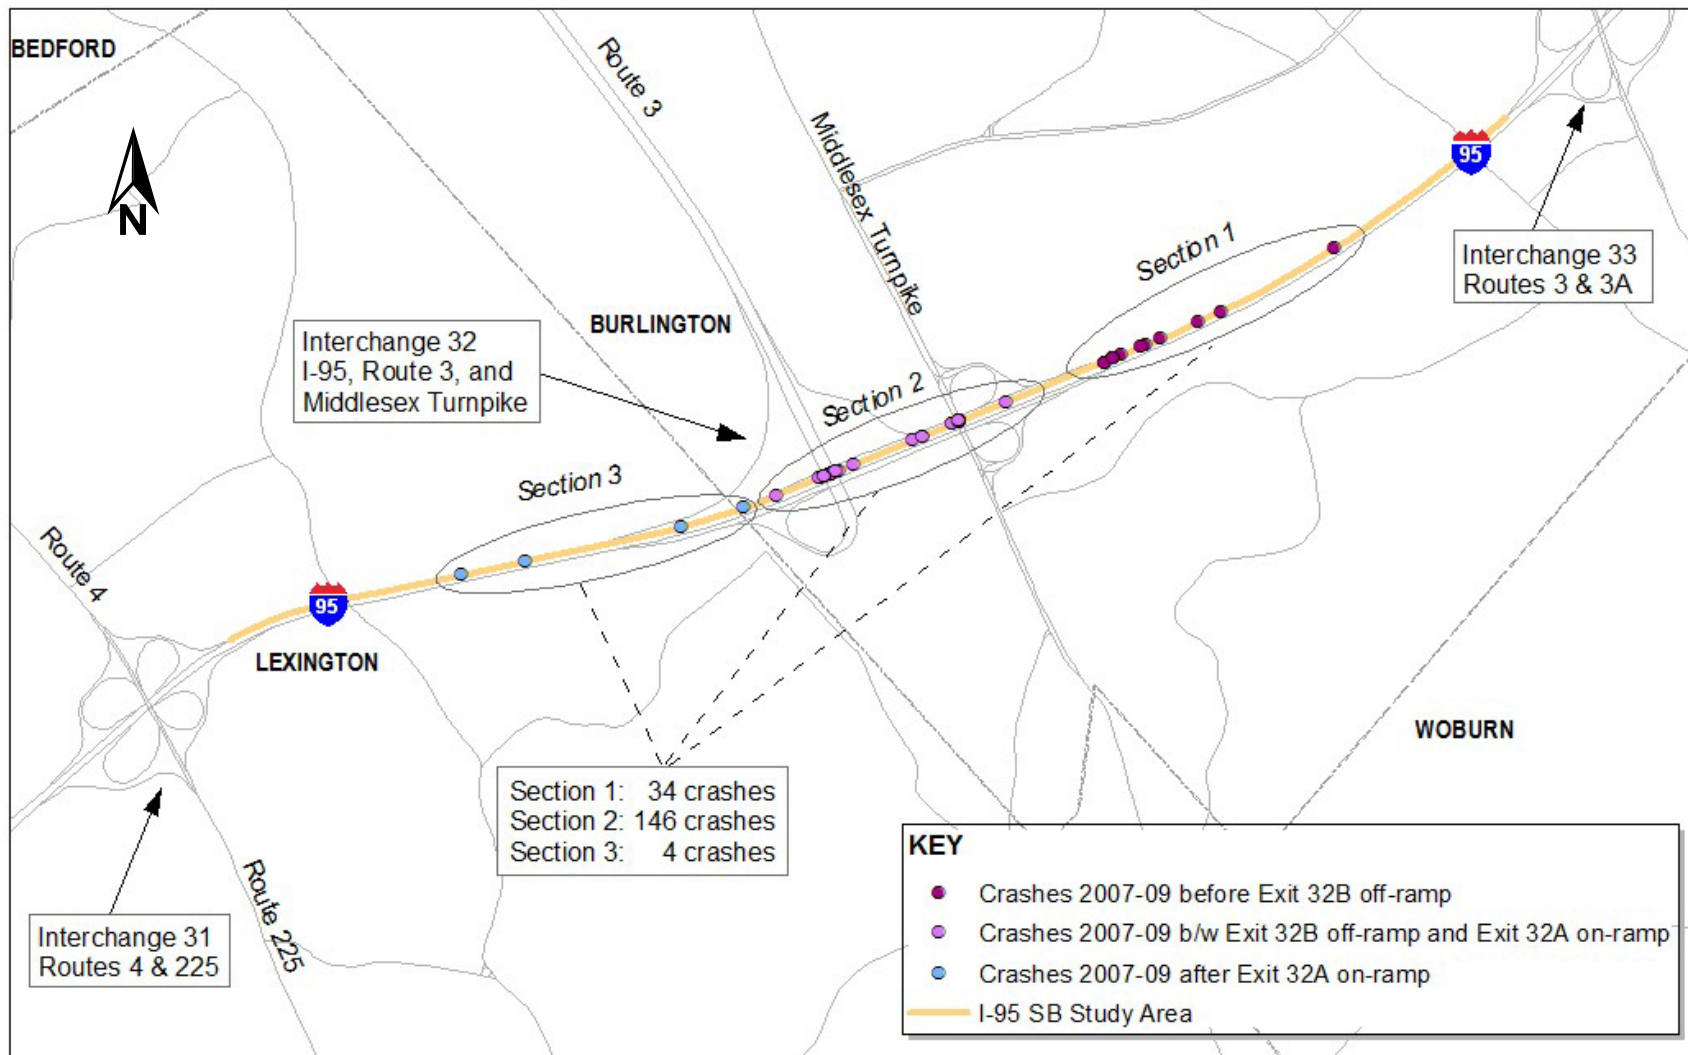 BEDFORD
Route 3
Middlesex Turnpike
95
N
Section 1
Interchange 33
Routes 3 & 3A
BURLINGTON
Interchange 32
I-95, Route 3, and
Middlesex Turnpike
Section 2
Section 3
Route 4
95
LEXINGTON
WOBURN
Section 1: 34 crashes
Section 2: 146 crashes
Section 3: 4 crashes
Route 225
Interchange 31
Routes 4 & 225
KEY
Crashes 2007-09 before Exit 32B off-ramp
Crashes 2007-09 b/w Exit 32B off-ramp and Exit 32A on-ramp
Crashes 2007-09 after Exit 32A on-ramp
I-95 SB Study Area